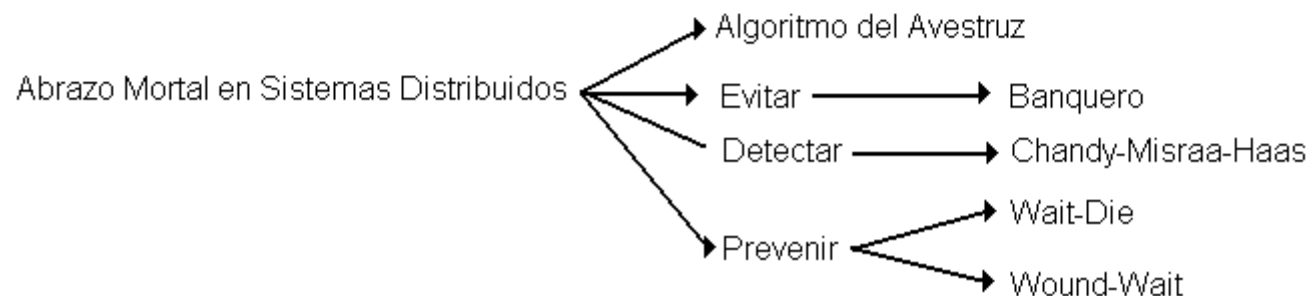 Algoritmo del Avestruz
Abrazo Mortal en Sistemas Distribuidos
Evitar
Banquero
Detectar
Chandy-Misraa-Haas
Wait-Die
Prevenir
Wound-Wait